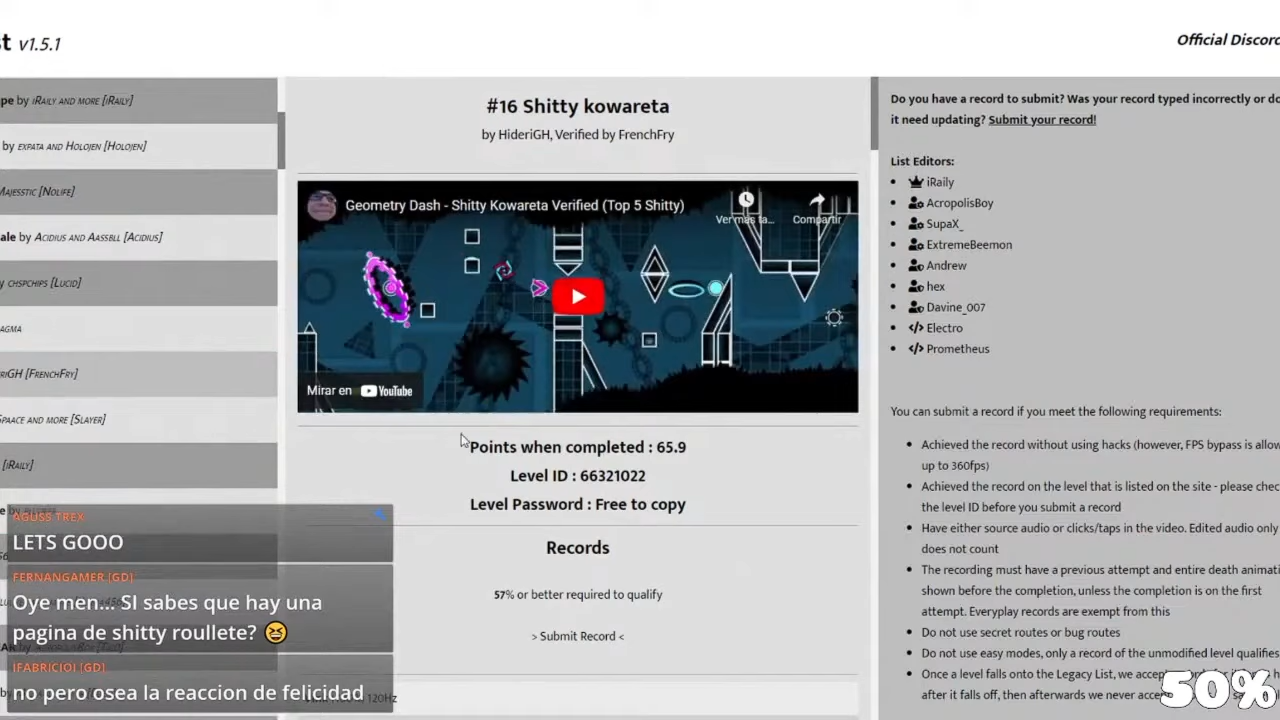 st v1.5.1
Official Discord
pe by iRaily and more [iRaily]
by Expata and Holojen [Holojen]
Majesstic [Nolife]
ale by Acidius and Aassbll [Acidius]
y chspchips [Lucid]
agma
riGH [FrenchFry]
Spaace and more [Slayer]
[iRaily]
#16 Shitty kowareta
by HideriGH, Verified by FrenchFry
Geometry Dash - Shitty Kowareta Verified (Top 5 Shitty)
Ver más ta...
Compartir
Mirar en YouTube
Points when completed : 65.9
Level ID : 66321022
Level Password : Free to copy
Records
57% or better required to qualify
> Submit Record <
120Hz
Do you have a record to submit? Was your record typed incorrectly or do
it need updating? Submit your record!
List Editors:
iRaily
AcropolisBoy
SupaX_
ExtremeBeemon
Andrew
hex
Davine_007
Electro
Prometheus
You can submit a record if you meet the following requirements:
Achieved the record without using hacks (however, FPS bypass is allow
up to 360fps)
Achieved the record on the level that is listed on the site - please chec
the level ID before you submit a record
Have either source audio or clicks/taps in the video. Edited audio only
does not count
The recording must have a previous attempt and entire death animati
shown before the completion, unless the completion is on the first
attempt. Everyplay records are exempt from this
Do not use secret routes or bug routes
Do not use easy modes, only a record of the unmodified level qualifies
Once a level falls onto the Legacy List, we accep
after it falls off, then afterwards we never acce
AGUSS TREX
LETS GOOO
FERNANGAMER [GD]
Oye men... SI sabes que hay una
pagina de shitty roullete? 😆
IFABRICIOI [GD]
no pero osea la reaccion de felicidad
50%